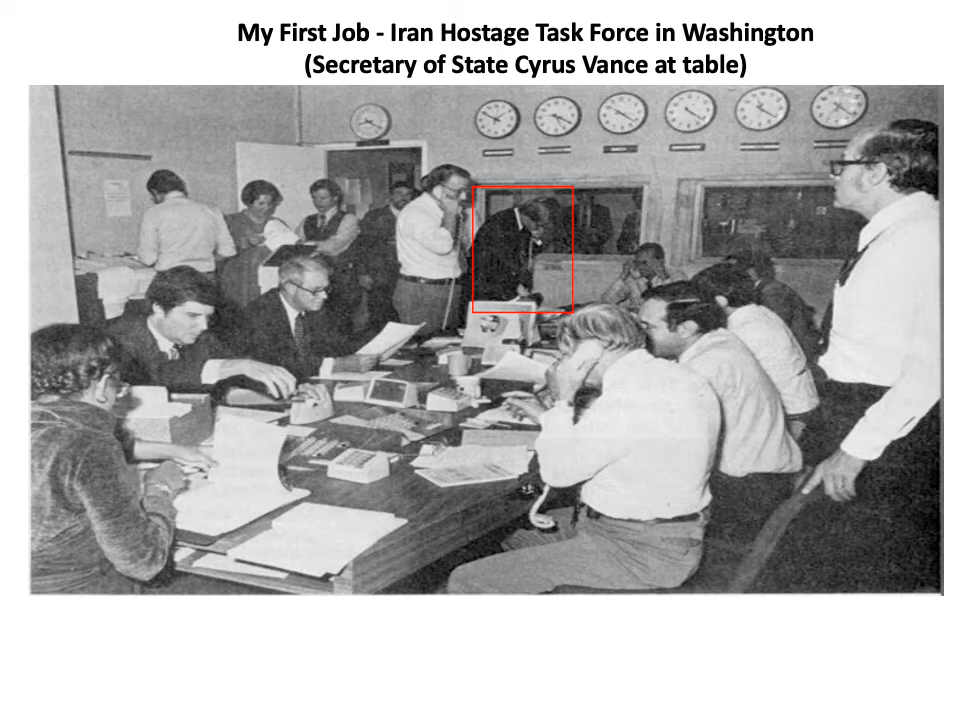 My First Job - Iran Hostage Task Force in Washington
(Secretary of State Cyrus Vance at table)